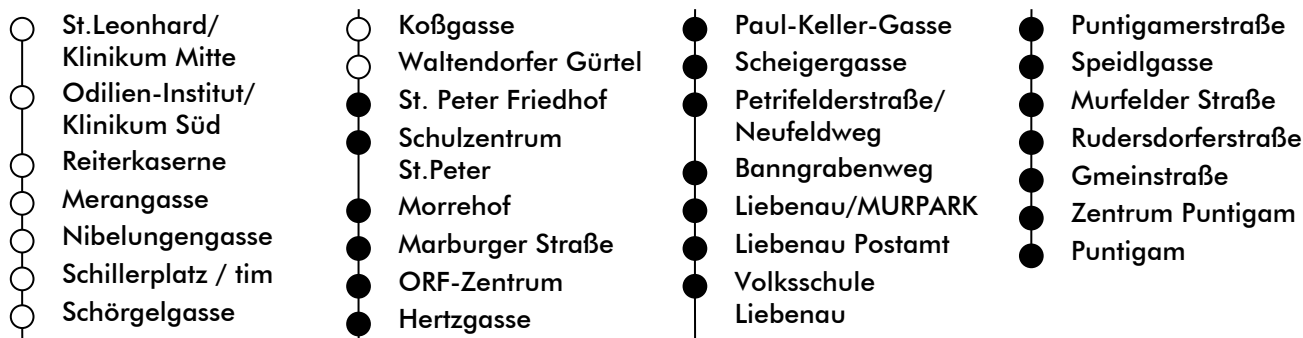 St.Leonhard/
Klinikum Mitte
Odilien-Institut/
Klinikum Süd
Reiterkaserne
Merangasse
Nibelungengasse
Schillerplatz / tim
Schörgelgasse
Koßgasse
Waltendorfer Gürtel
St. Peter Friedhof
Schulzentrum
St.Peter
Morrehof
Marburger Straße
ORF-Zentrum
Hertzgasse
Paul-Keller-Gasse
Scheigergasse
Petrifelderstraße/
Neufeldweg
Banngrabenweg
Liebenau/MURPARK
Liebenau Postamt
Volksschule
Liebenau
Puntigamerstraße
Speidlgasse
Murfelder Straße
Rudersdorferstraße
Gmeinstraße
Zentrum Puntigam
Puntigam